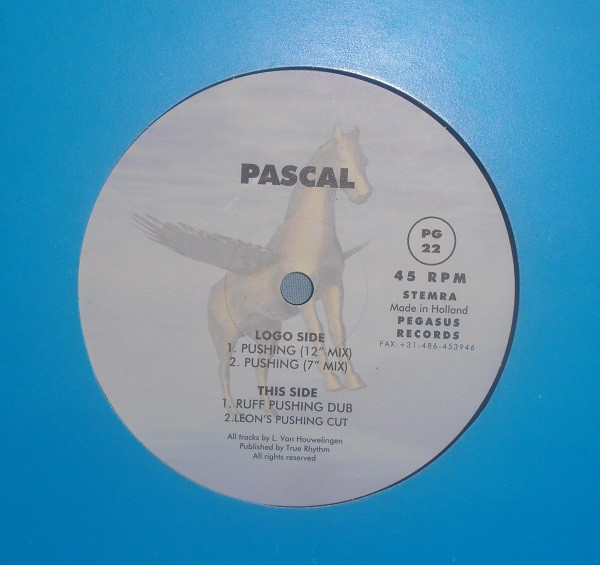 PASCAL
PG
22
45 RPM
STEMRA
Made in Holland
PEGASUS
RECORDS
FAX:+31-486-453946
LOGO SIDE
1. PUSHING (12" MIX)
2. PUSHING (7" MIX)
THIS SIDE
1. RUFF PUSHING DUB
2.LEON'S PUSHING CUT
All tracks by L. Van Houwelingen
Published by True Rhythm
All rights reserved